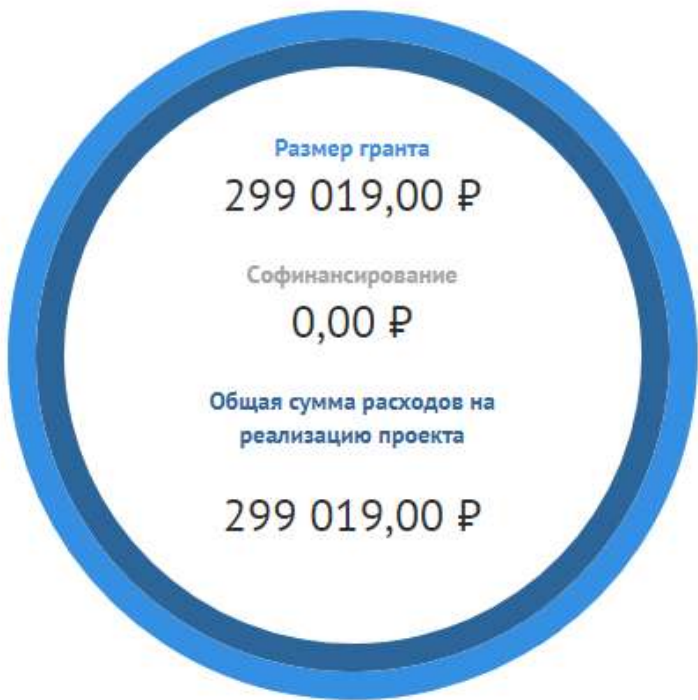 Размер гранта
299 019,00 ₽
Софинансирование
0,00 ₽
Общая сумма расходов на
реализацию проекта
299 019,00 ₽